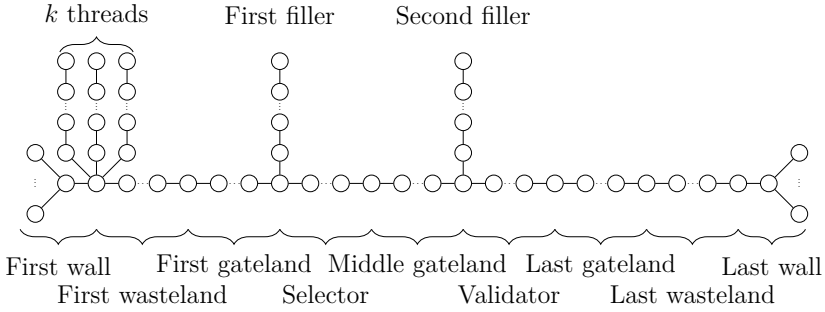 k threads
First filler
Second filler
First wall
First gateland
Middle gateland
Last gateland
Last wall
First wasteland
Selector
Validator
Last wasteland